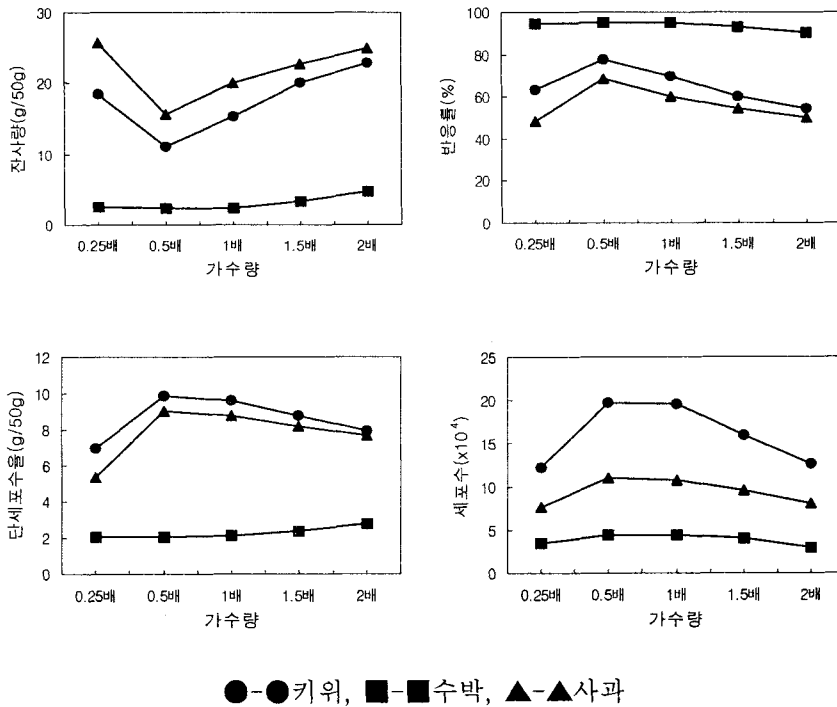 30
20
10
0
잔사량(g/50g)
0.25배 0.5배 1배 1.5배 2배
가수량
100
80
60
40
20
0
반응률(%)
0.25배 0.5배 1배 1.5배 2배
가수량
12
10
8
6
4
2
0
단세포수율(g/50g)
0.25배 0.5배 1배 1.5배 2배
가수량
25
20
15
10
5
0
세포수(x10⁴)
0.25배 0.5배 1배 1.5배 2배
가수량
●-●키위, ■-■수박, ▲-▲사과